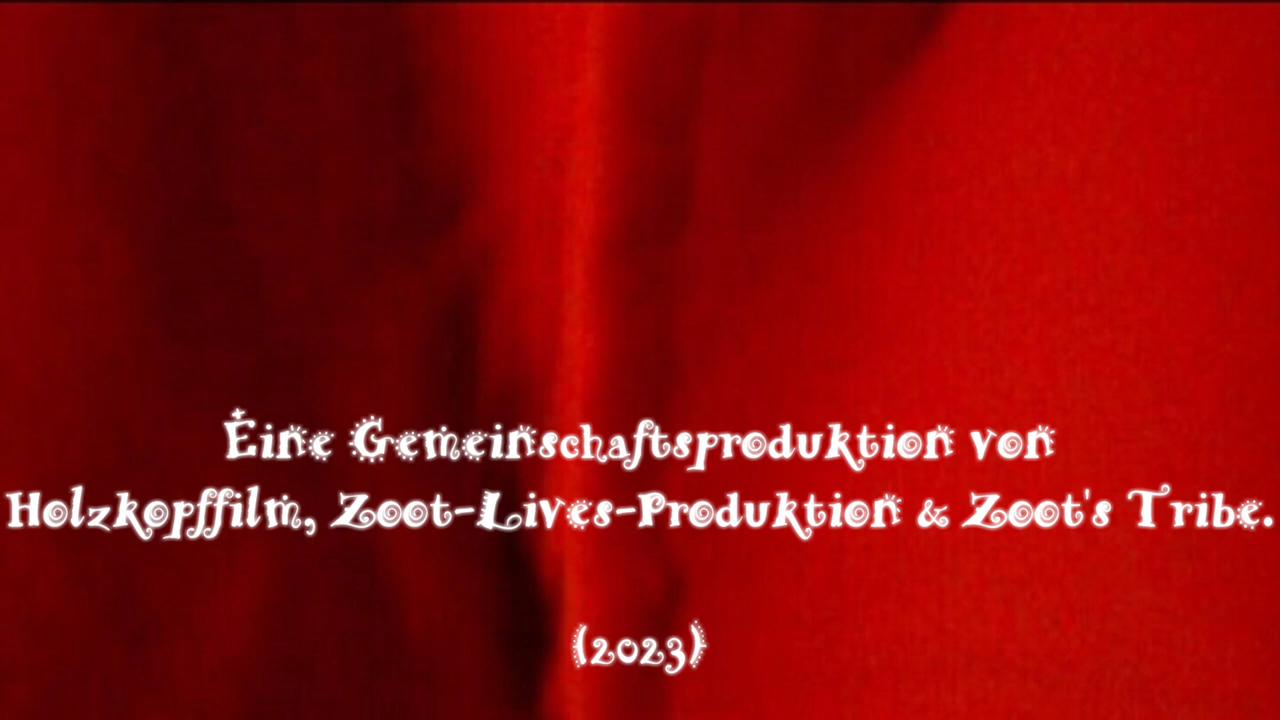 Eine Gemeinschaftsproduktion von
Holzkopffilm, Zoot-Lives-Produktion & Zoot's Tribe.
(2023)